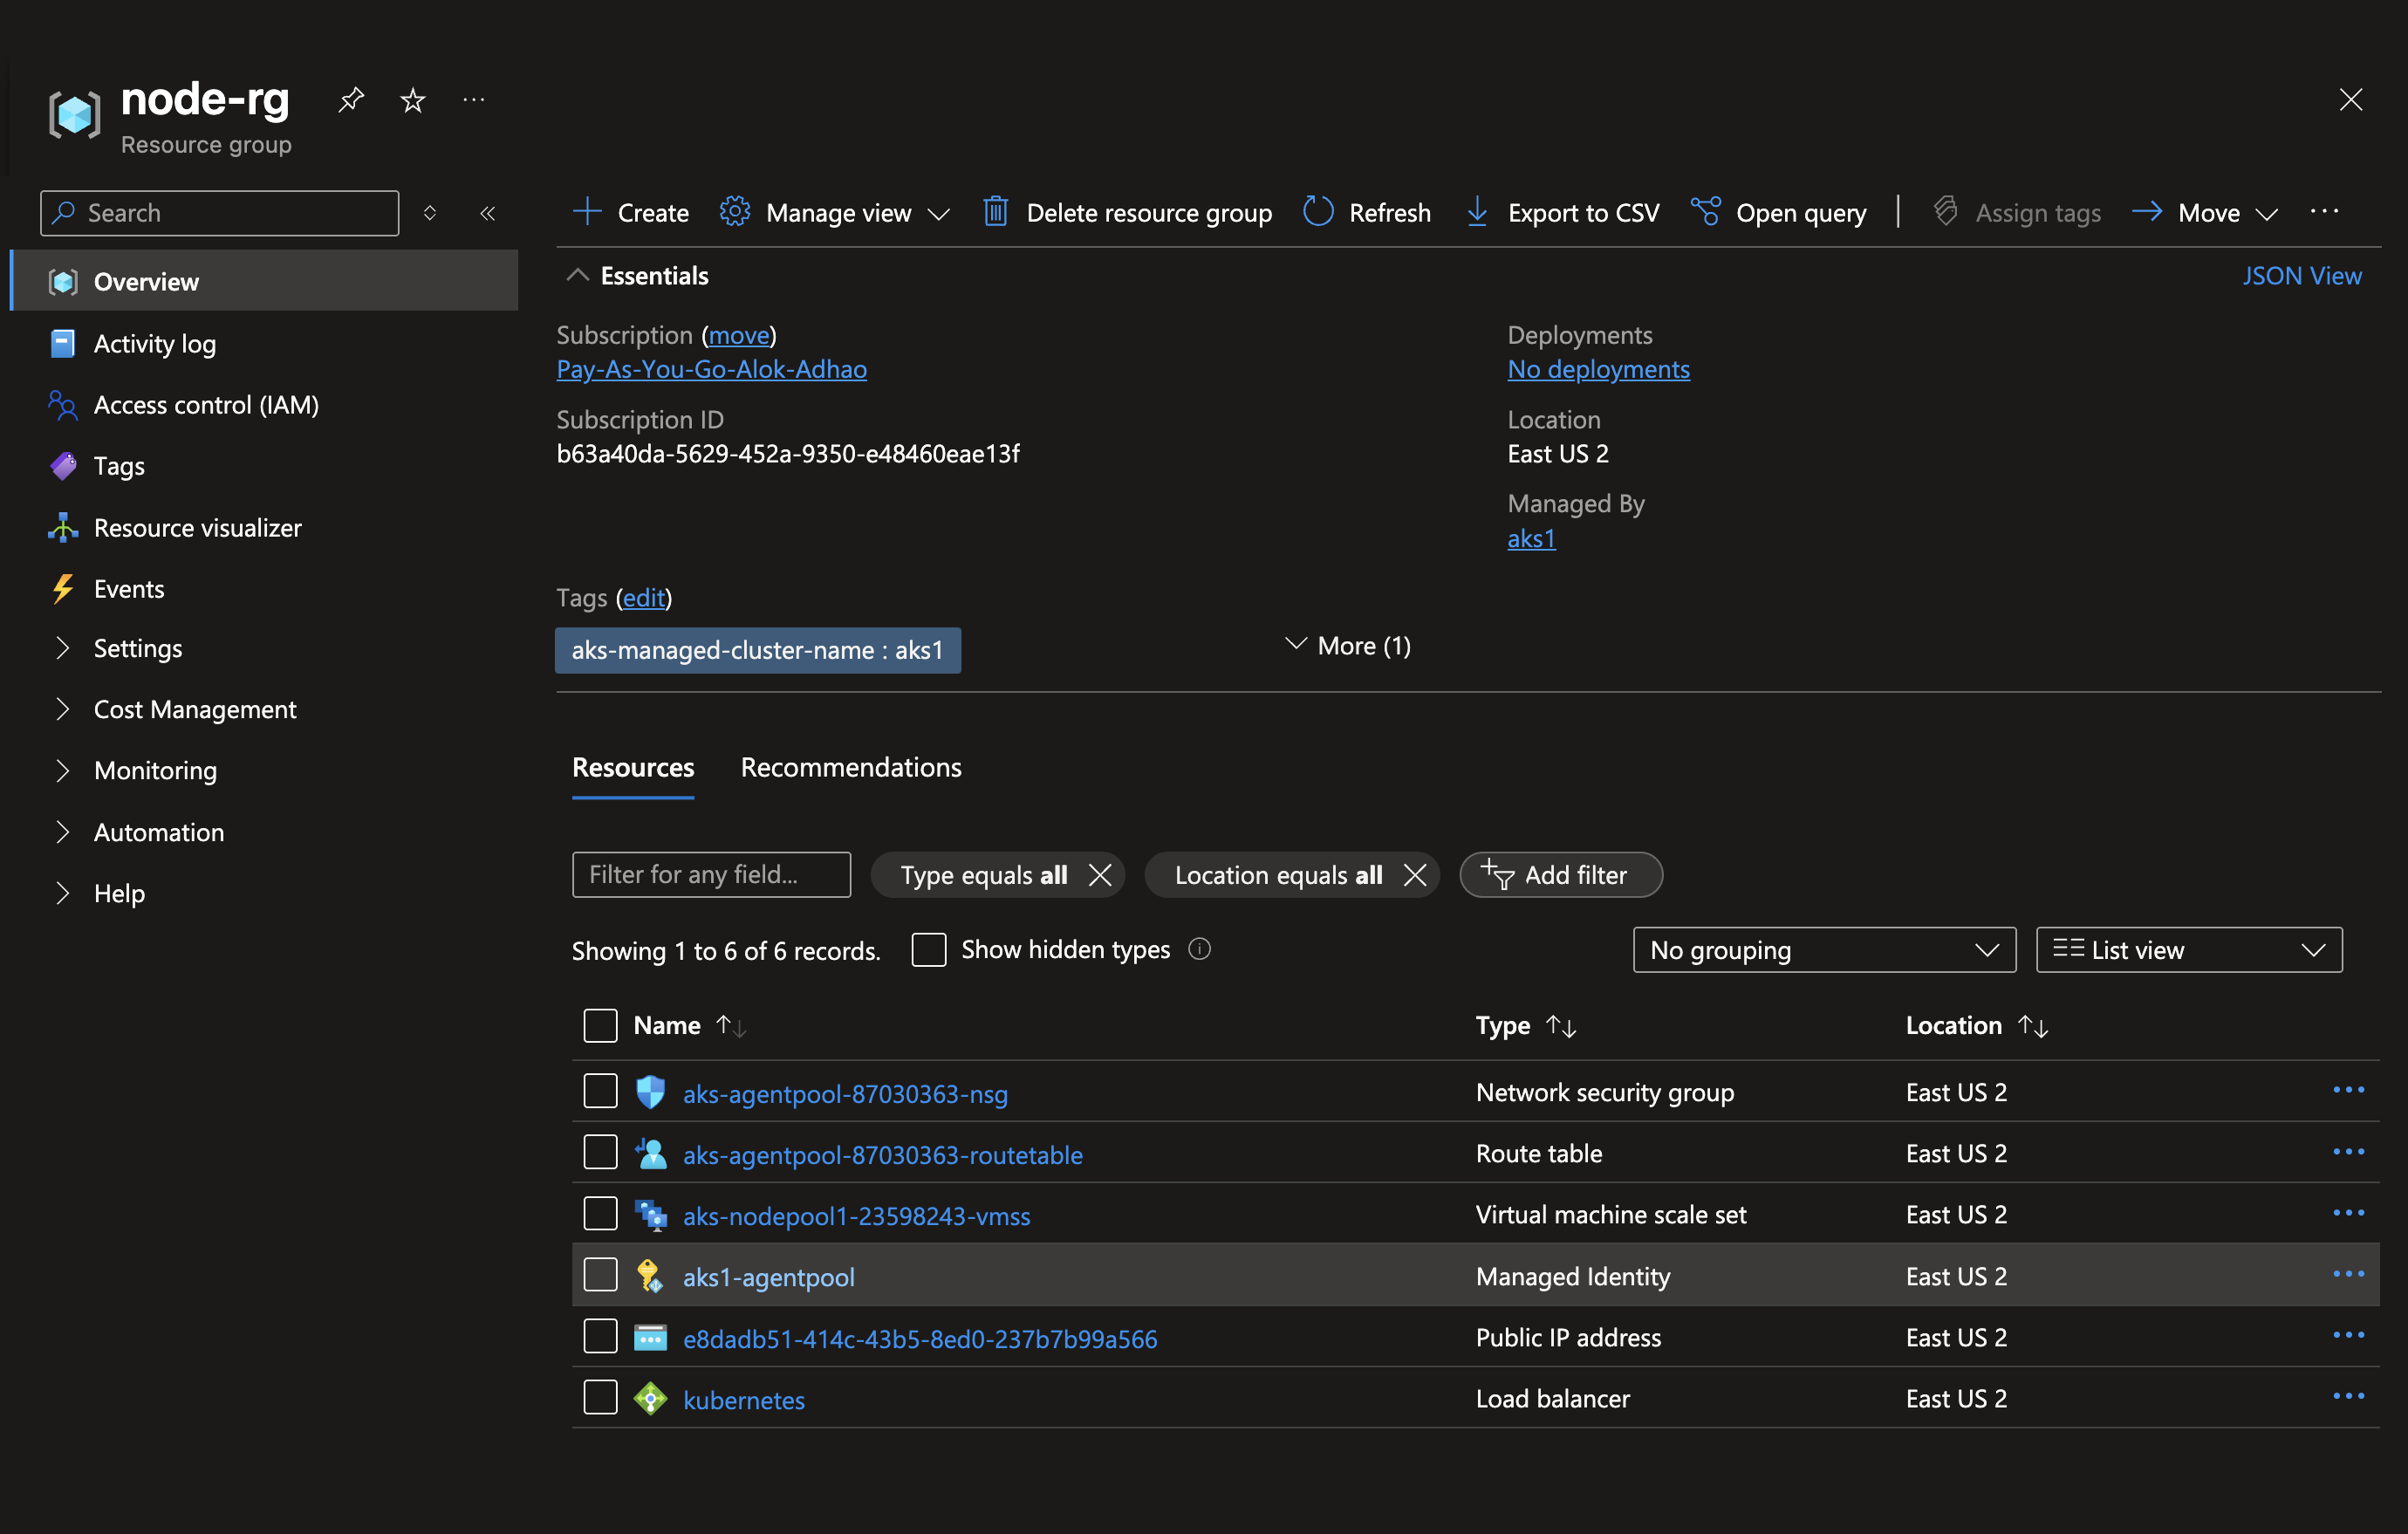 node-rg
Resource group
Search
Overview
Activity log
Access control (IAM)
Tags
Resource visualizer
Events
Settings
Cost Management
Monitoring
Automation
Help
Create Manage view Delete resource group Refresh Export to CSV Open query Assign tags Move
Essentials
JSON View
Subscription (move)
Pay-As-You-Go-Alok-Adhao
Subscription ID
b63a40da-5629-452a-9350-e48460eae13f
Deployments
No deployments
Location
East US 2
Managed By
aks1
Tags (edit)
aks-managed-cluster-name : aks1
More (1)
Resources Recommendations
Filter for any field... Type equals all Location equals all Add filter
Showing 1 to 6 of 6 records. Show hidden types No grouping List view
Name Type Location
aks-agentpool-87030363-nsg Network security group East US 2
aks-agentpool-87030363-routetable Route table East US 2
aks-nodepool1-23598243-vmss Virtual machine scale set East US 2
aks1-agentpool Managed Identity East US 2
e8dadb51-414c-43b5-8ed0-237b7b99a566 Public IP address East US 2
kubernetes Load balancer East US 2